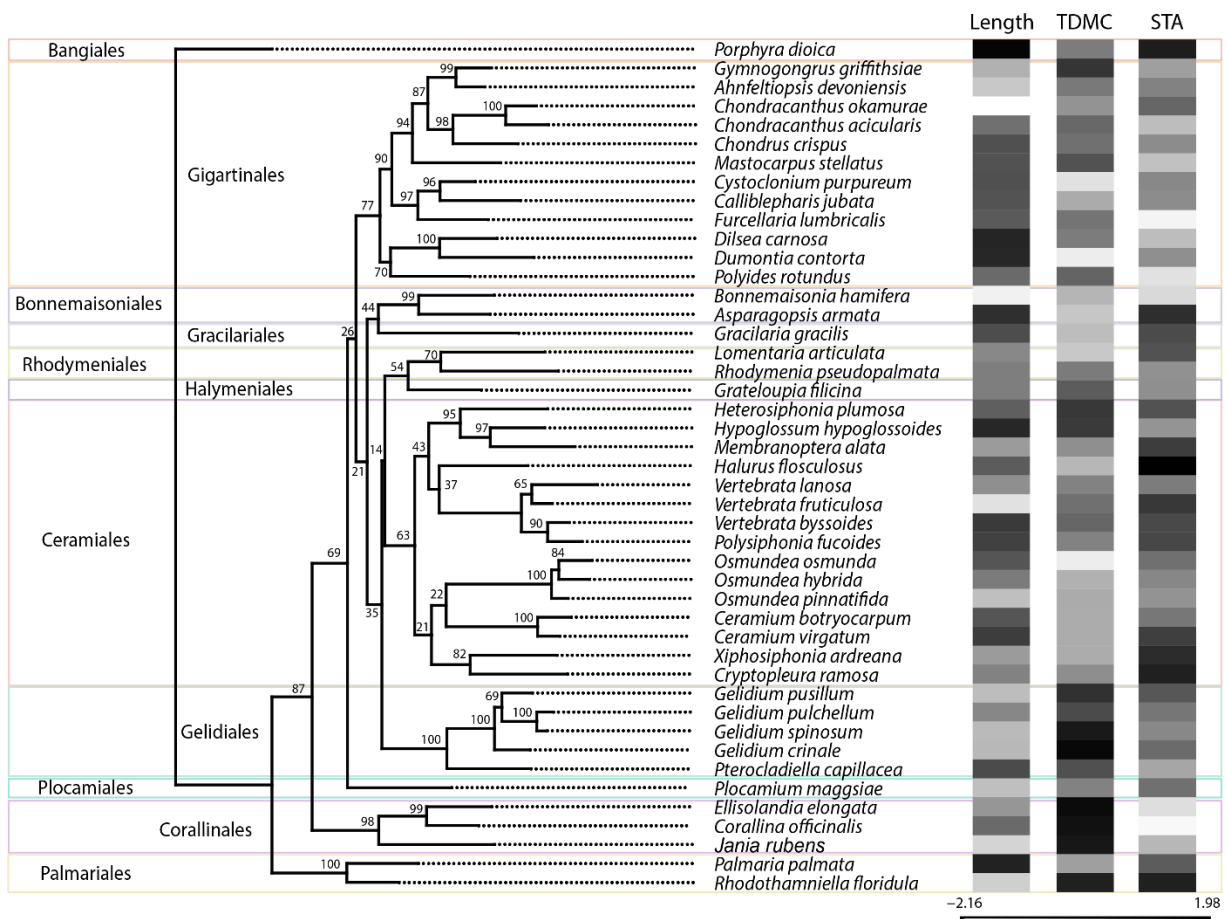 Length TDMC STA
Bangiales Porphyra dioica
99 Gymnogongrus griffithsiae
87 Ahnfeltiopsis devoniensis
100 Chondracanthus okamurae
94 98 Chondracanthus acicularis
Chondrus crispus
90 Mastocarpus stellatus
Gigartinales 96 Cystoclonium purpureum
97 Calliblepharis jubata
77 Furcellaria lumbricalis
100 Dilsea carnosa
Dumontia contorta
70 Polyides rotundus
Bonnemaisoniales 99 Bonnemaisonia hamifera
44 Asparagopsis armata
Gracilariales 26 Gracilaria gracilis
70 Lomentaria articulata
Rhodymeniales 54 Rhodymenia pseudopalmata
Halymeniales Grateloupia filicina
95 Heterosiphonia plumosa
97 Hypoglossum hypoglossoides
14 43 Membranoptera alata
21 Halurus flosculosus
37 65 Vertebrata lanosa
Vertebrata fruticulosa
90 Vertebrata byssoides
Ceramiales 63 Polysiphonia fucoides
69 84 Osmundea osmunda
100 Osmundea hybrida
22 Osmundea pinnatifida
35 100 Ceramium botryocarpum
21 Ceramium virgatum
82 Xiphosiphonia ardreana
Cryptopleura ramosa
87 69 Gelidium pusillum
100 100 Gelidium pulchellum
Gelidiales Gelidium spinosum
100 Gelidium crinale
Pterocladiella capillacea
Plocamiales Plocamium maggsiae
99 Ellisolandia elongata
Corallinales 98 Corallina officinalis
Jania rubens
100 Palmaria palmata
Palmariales Rhodothamniella floridula
−2.16 1.98